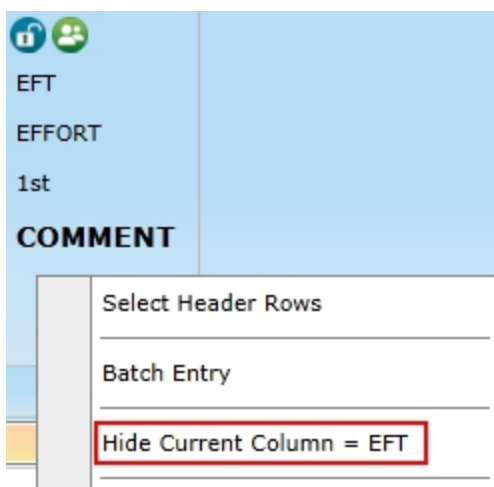 EFT
EFFORT
1st
COMMENT
Select Header Rows
Batch Entry
Hide Current Column = EFT